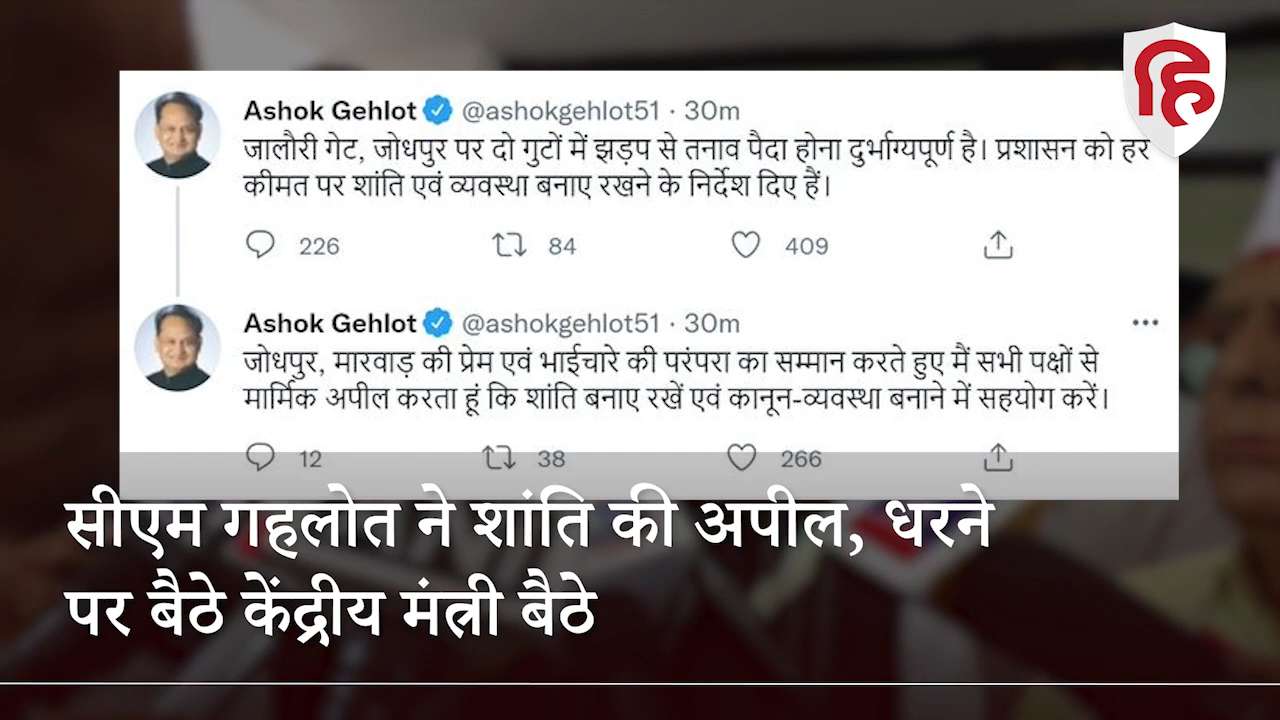 Ashok Gehlot @ashokgehlot51 · 30m
जालौरी गेट, जोधपुर पर दो गुटों में झड़प से तनाव पैदा होना दुर्भाग्यपूर्ण है। प्रशासन को हर
कीमत पर शांति एवं व्यवस्था बनाए रखने के निर्देश दिए हैं।
226 84 409
Ashok Gehlot @ashokgehlot51 · 30m
जोधपुर, मारवाड़ की प्रेम एवं भाईचारे की परंपरा का सम्मान करते हुए मैं सभी पक्षों से
मार्मिक अपील करता हूं कि शांति बनाए रखें एवं कानून-व्यवस्था बनाने में सहयोग करें।
12 38 266
सीएम गहलोत ने शांति की अपील, धरने
पर बैठे केंद्रीय मंत्री बैठे
हि